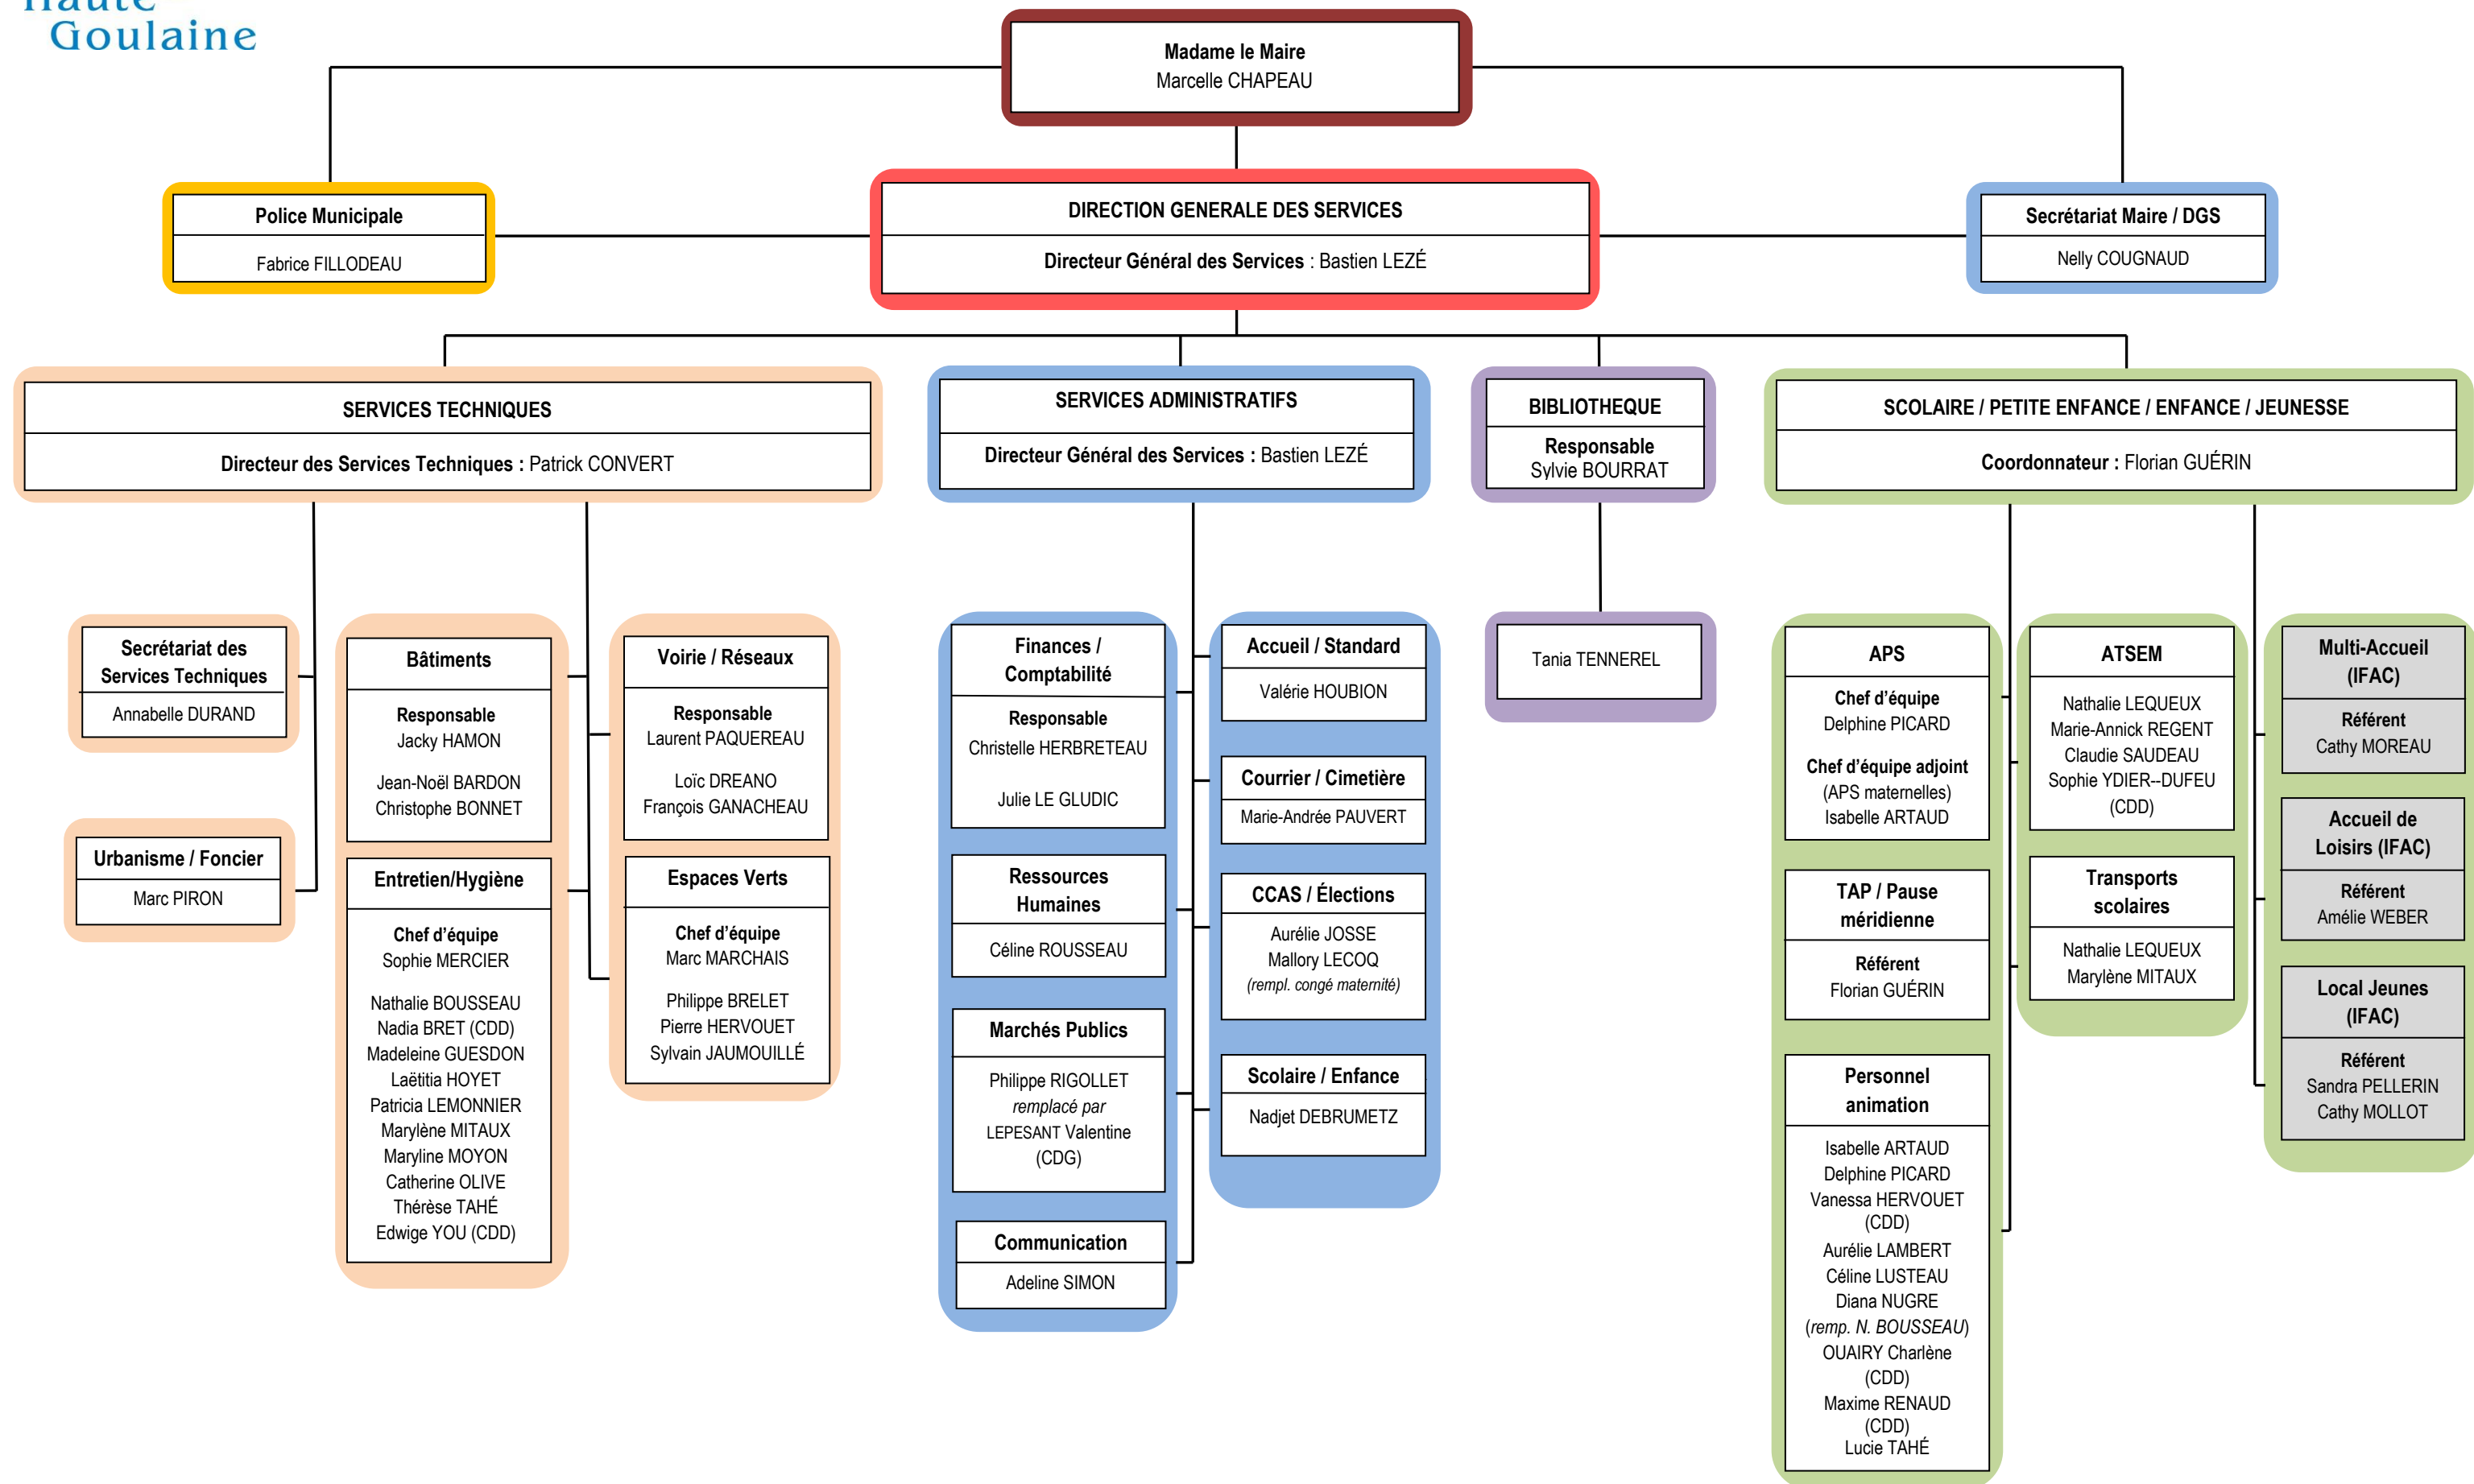 Haute
Goulaine
Madame le Maire
Marcelle CHAPEAU
Police Municipale
Fabrice FILLODEAU
DIRECTION GENERALE DES SERVICES
Directeur Général des Services : Bastien LEZÉ
Secrétariat Maire / DGS
Nelly COUGNAUD
SERVICES TECHNIQUES
Directeur des Services Techniques : Patrick CONVERT
SERVICES ADMINISTRATIFS
Directeur Général des Services : Bastien LEZÉ
BIBLIOTHEQUE
Responsable
Sylvie BOURRAT
SCOLAIRE / PETITE ENFANCE / ENFANCE / JEUNESSE
Coordonnateur : Florian GUÉRIN
Secrétariat des
Services Techniques
Annabelle DURAND
Urbanisme / Foncier
Marc PIRON
Bâtiments
Responsable
Jacky HAMON
Jean-Noël BARDON
Christophe BONNET
Entretien/Hygiène
Chef d'équipe
Sophie MERCIER
Nathalie BOUSSEAU
Nadia BRET (CDD)
Madeleine GUESDON
Laëtitia HOYET
Patricia LEMONNIER
Marylène MITAUX
Maryline MOYON
Catherine OLIVE
Thérèse TAHÉ
Edwige YOU (CDD)
Voirie / Réseaux
Responsable
Laurent PAQUEREAU
Loïc DREANO
François GANACHEAU
Espaces Verts
Chef d'équipe
Marc MARCHAIS
Philippe BRELET
Pierre HERVOUET
Sylvain JAUMOUILLÉ
Finances /
Comptabilité
Responsable
Christelle HERBRETEAU
Julie LE GLUDIC
Ressources
Humaines
Céline ROUSSEAU
Marchés Publics
Philippe RIGOLLET
remplacé par
LEPESANT Valentine
(CDG)
Communication
Adeline SIMON
Accueil / Standard
Valérie HOUBION
Courrier / Cimetière
Marie-Andrée PAUVERT
CCAS / Élections
Aurélie JOSSE
Mallory LECOQ
(rempl. congé maternité)
Scolaire / Enfance
Nadjet DEBRUMETZ
Tania TENNEREL
APS
Chef d'équipe
Delphine PICARD
Chef d'équipe adjoint
(APS maternelles)
Isabelle ARTAUD
TAP / Pause
méridienne
Référent
Florian GUÉRIN
Personnel
animation
Isabelle ARTAUD
Delphine PICARD
Vanessa HERVOUET
(CDD)
Aurélie LAMBERT
Céline LUSTEAU
Diana NUGRE
(remp. N. BOUSSEAU)
OUAIRY Charlène
(CDD)
Maxime RENAUD
(CDD)
Lucie TAHÉ
ATSEM
Nathalie LEQUEUX
Marie-Annick REGENT
Claudie SAUDEAU
Sophie YDIER--DUFEU
(CDD)
Transports
scolaires
Nathalie LEQUEUX
Marylène MITAUX
Multi-Accueil
(IFAC)
Référent
Cathy MOREAU
Accueil de
Loisirs (IFAC)
Référent
Amélie WEBER
Local Jeunes
(IFAC)
Référent
Sandra PELLERIN
Cathy MOLLOT